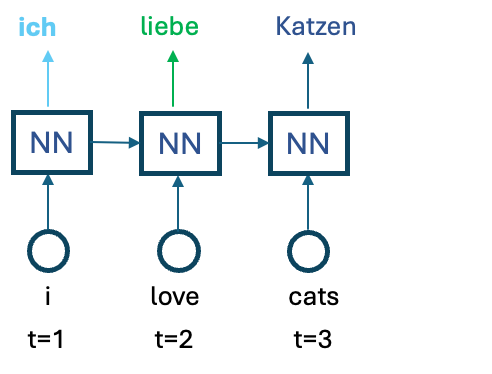 ich liebe Katzen
NN NN NN
i love cats
t=1 t=2 t=3